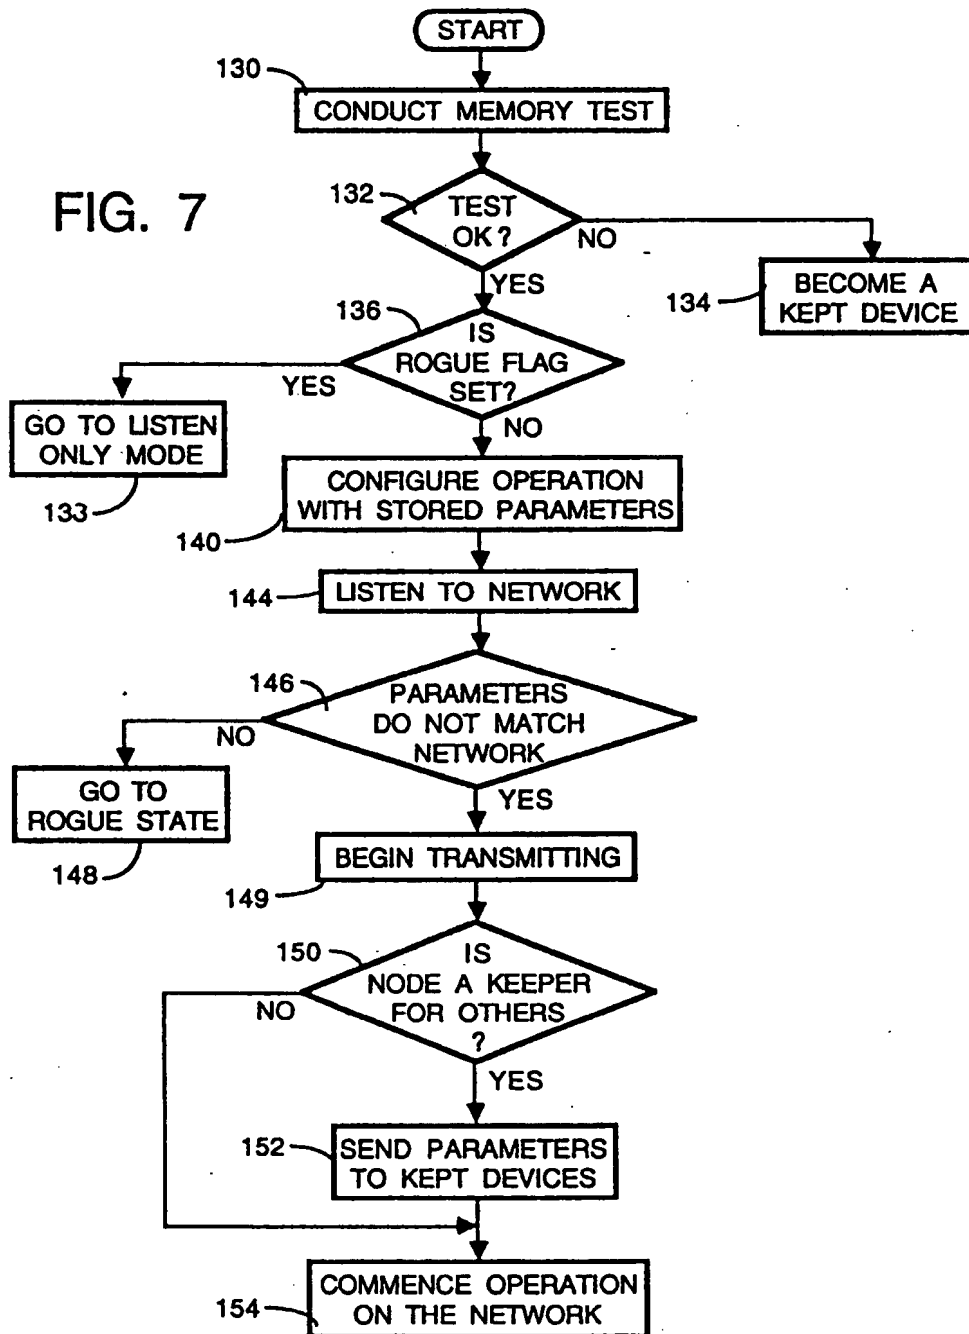 START
130
CONDUCT MEMORY TEST
FIG. 7
132
TEST
OK?
NO
YES
134
BECOME A
KEPT DEVICE
136
IS
ROGUE FLAG
SET?
YES
NO
GO TO LISTEN
ONLY MODE
133
CONFIGURE OPERATION
WITH STORED PARAMETERS
140
144
LISTEN TO NETWORK
146
PARAMETERS
DO NOT MATCH
NETWORK
NO
YES
GO TO
ROGUE STATE
148
BEGIN TRANSMITTING
149
150
IS
NODE A KEEPER
FOR OTHERS
?
NO
YES
152
SEND PARAMETERS
TO KEPT DEVICES
COMMENCE OPERATION
ON THE NETWORK
154